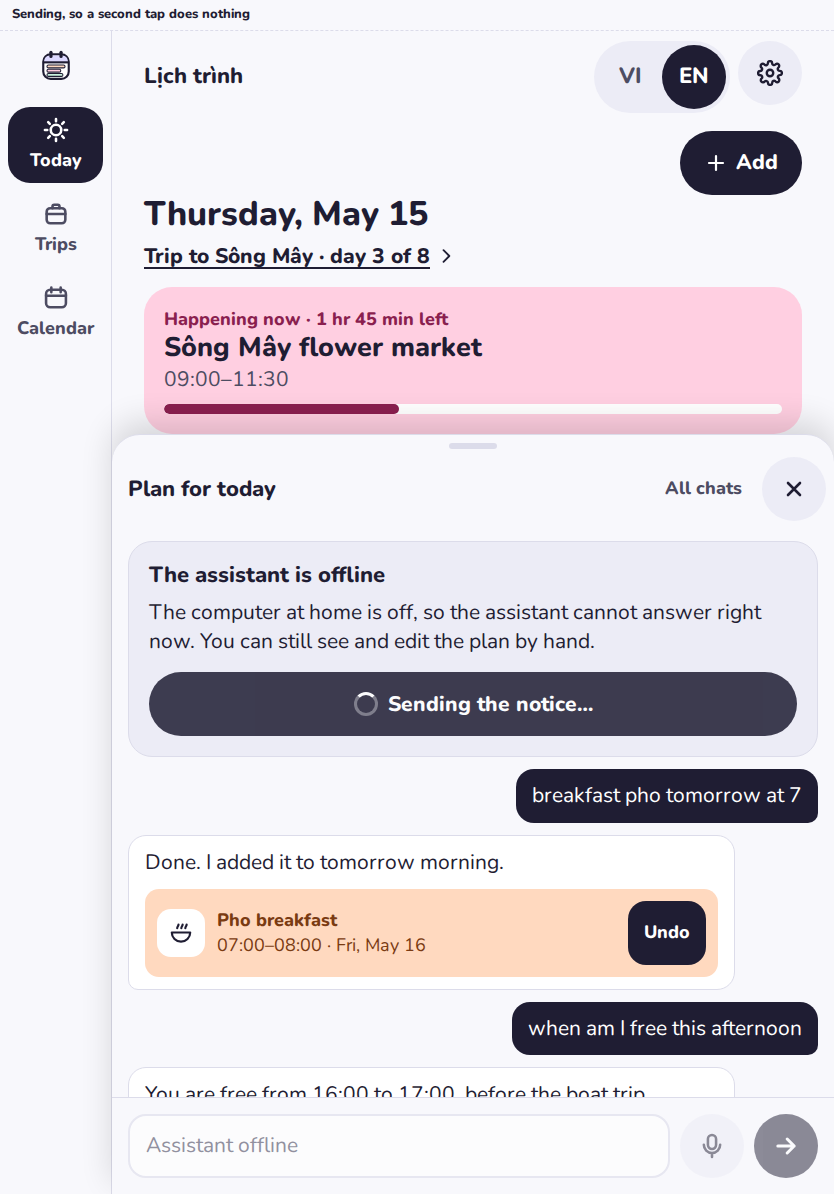 Sending, so a second tap does nothing
Lịch trình
VI
EN
Today
Trips
Calendar
Add
Thursday, May 15
Trip to Sông Mây · day 3 of 8
Happening now · 1 hr 45 min left
Sông Mây flower market
09:00–11:30
Plan for today
All chats
The assistant is offline
The computer at home is off, so the assistant cannot answer right
now. You can still see and edit the plan by hand.
Sending the notice...
breakfast pho tomorrow at 7
Done. I added it to tomorrow morning.
Pho breakfast
07:00–08:00 · Fri, May 16
Undo
when am I free this afternoon
You are free from 16:00 to 17:00, before the boat trip.
Assistant offline